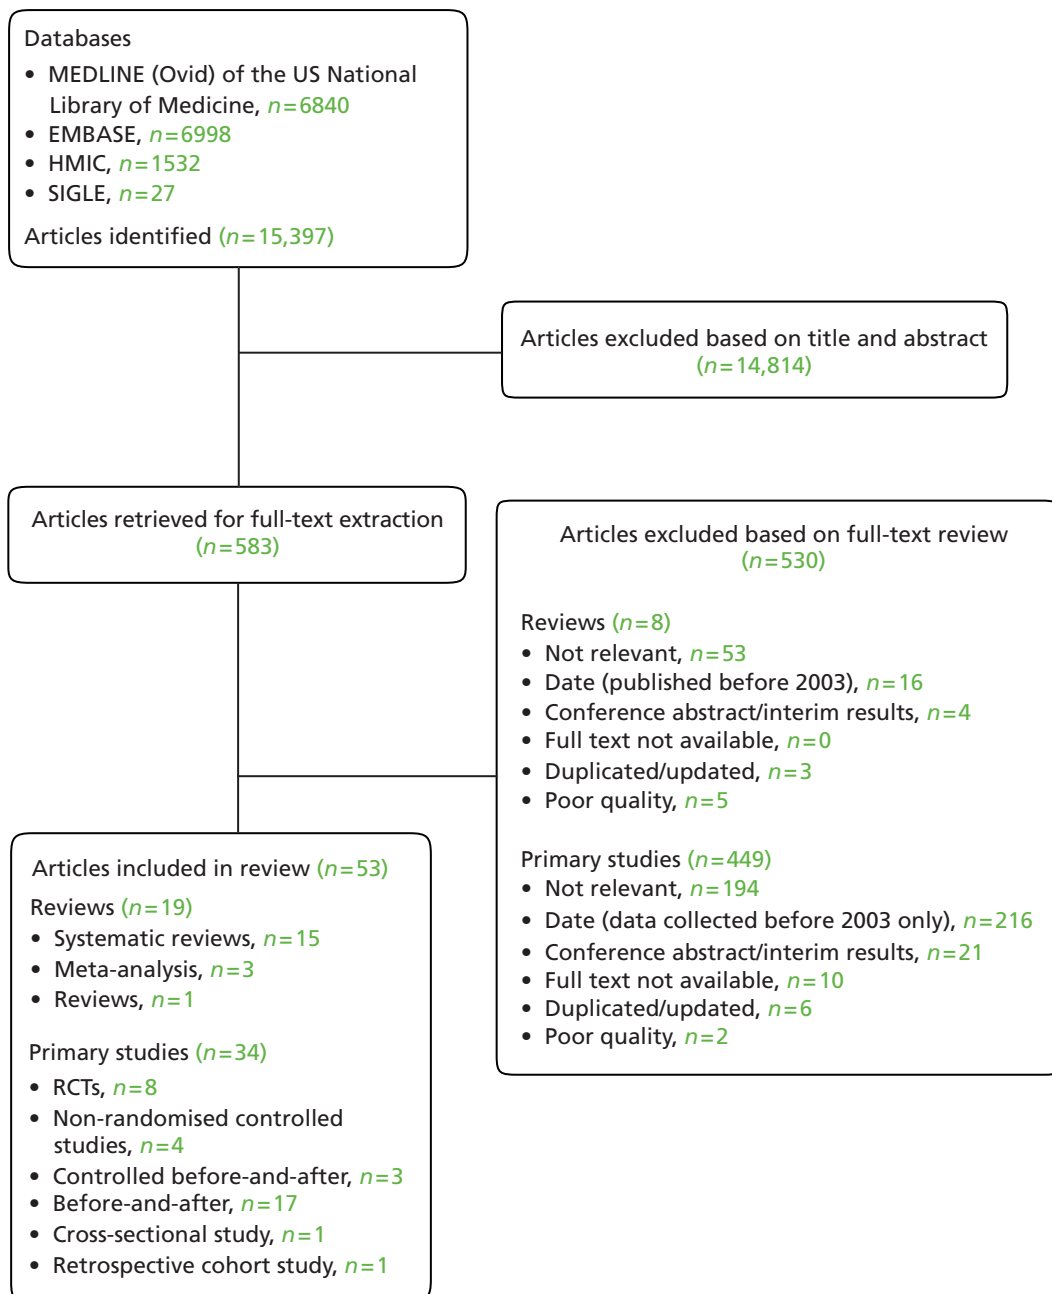 Databases
• MEDLINE (Ovid) of the US National
Library of Medicine, n=6840
• EMBASE, n=6998
• HMIC, n=1532
• SIGLE, n=27
Articles identified (n=15,397)
Articles excluded based on title and abstract
(n=14,814)
Articles retrieved for full-text extraction
(n=583)
Articles excluded based on full-text review
(n=530)
Reviews (n=8)
• Not relevant, n=53
• Date (published before 2003), n=16
• Conference abstract/interim results, n=4
• Full text not available, n=0
• Duplicated/updated, n=3
• Poor quality, n=5
Primary studies (n=449)
• Not relevant, n=194
• Date (data collected before 2003 only), n=216
• Conference abstract/interim results, n=21
• Full text not available, n=10
• Duplicated/updated, n=6
• Poor quality, n=2
Articles included in review (n=53)
Reviews (n=19)
• Systematic reviews, n=15
• Meta-analysis, n=3
• Reviews, n=1
Primary studies (n=34)
• RCTs, n=8
• Non-randomised controlled
studies, n=4
• Controlled before-and-after, n=3
• Before-and-after, n=17
• Cross-sectional study, n=1
• Retrospective cohort study, n=1